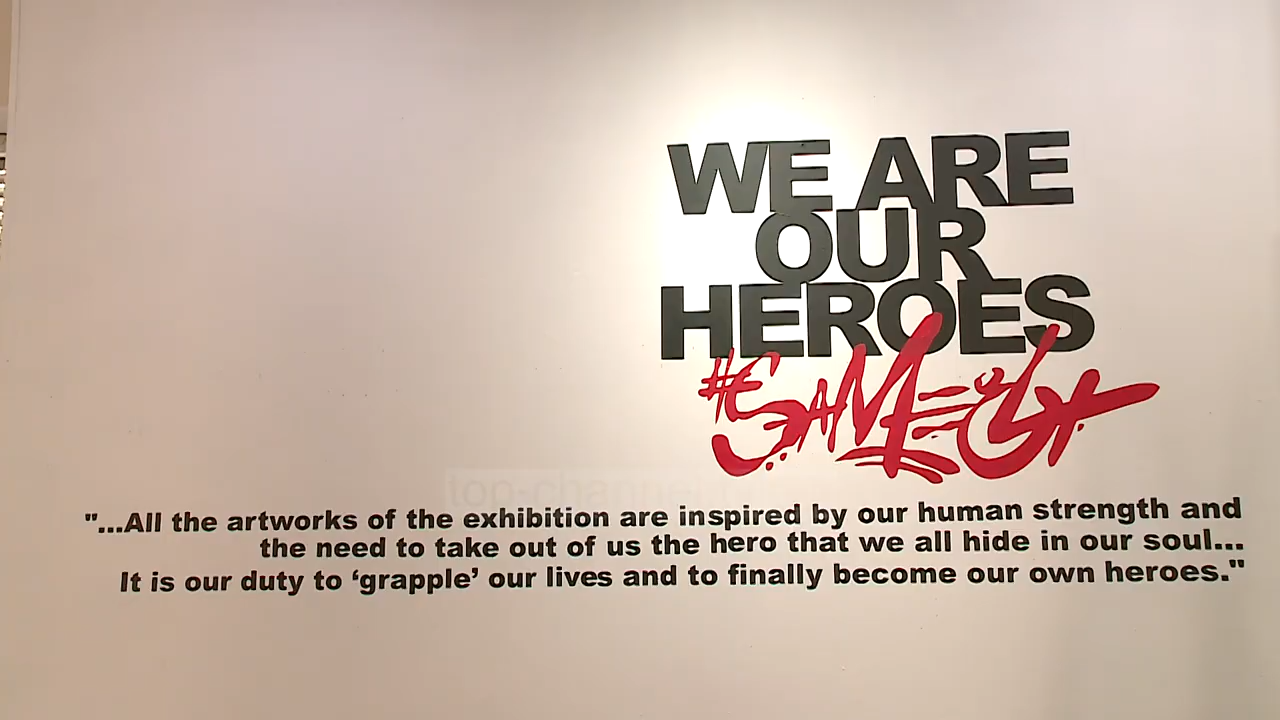 WE ARE
OUR
HEROES
top-channel
"...All the artworks of the exhibition are inspired by our human strength and
the need to take out of us the hero that we all hide in our soul...
It is our duty to ‘grapple’ our lives and to finally become our own heroes."